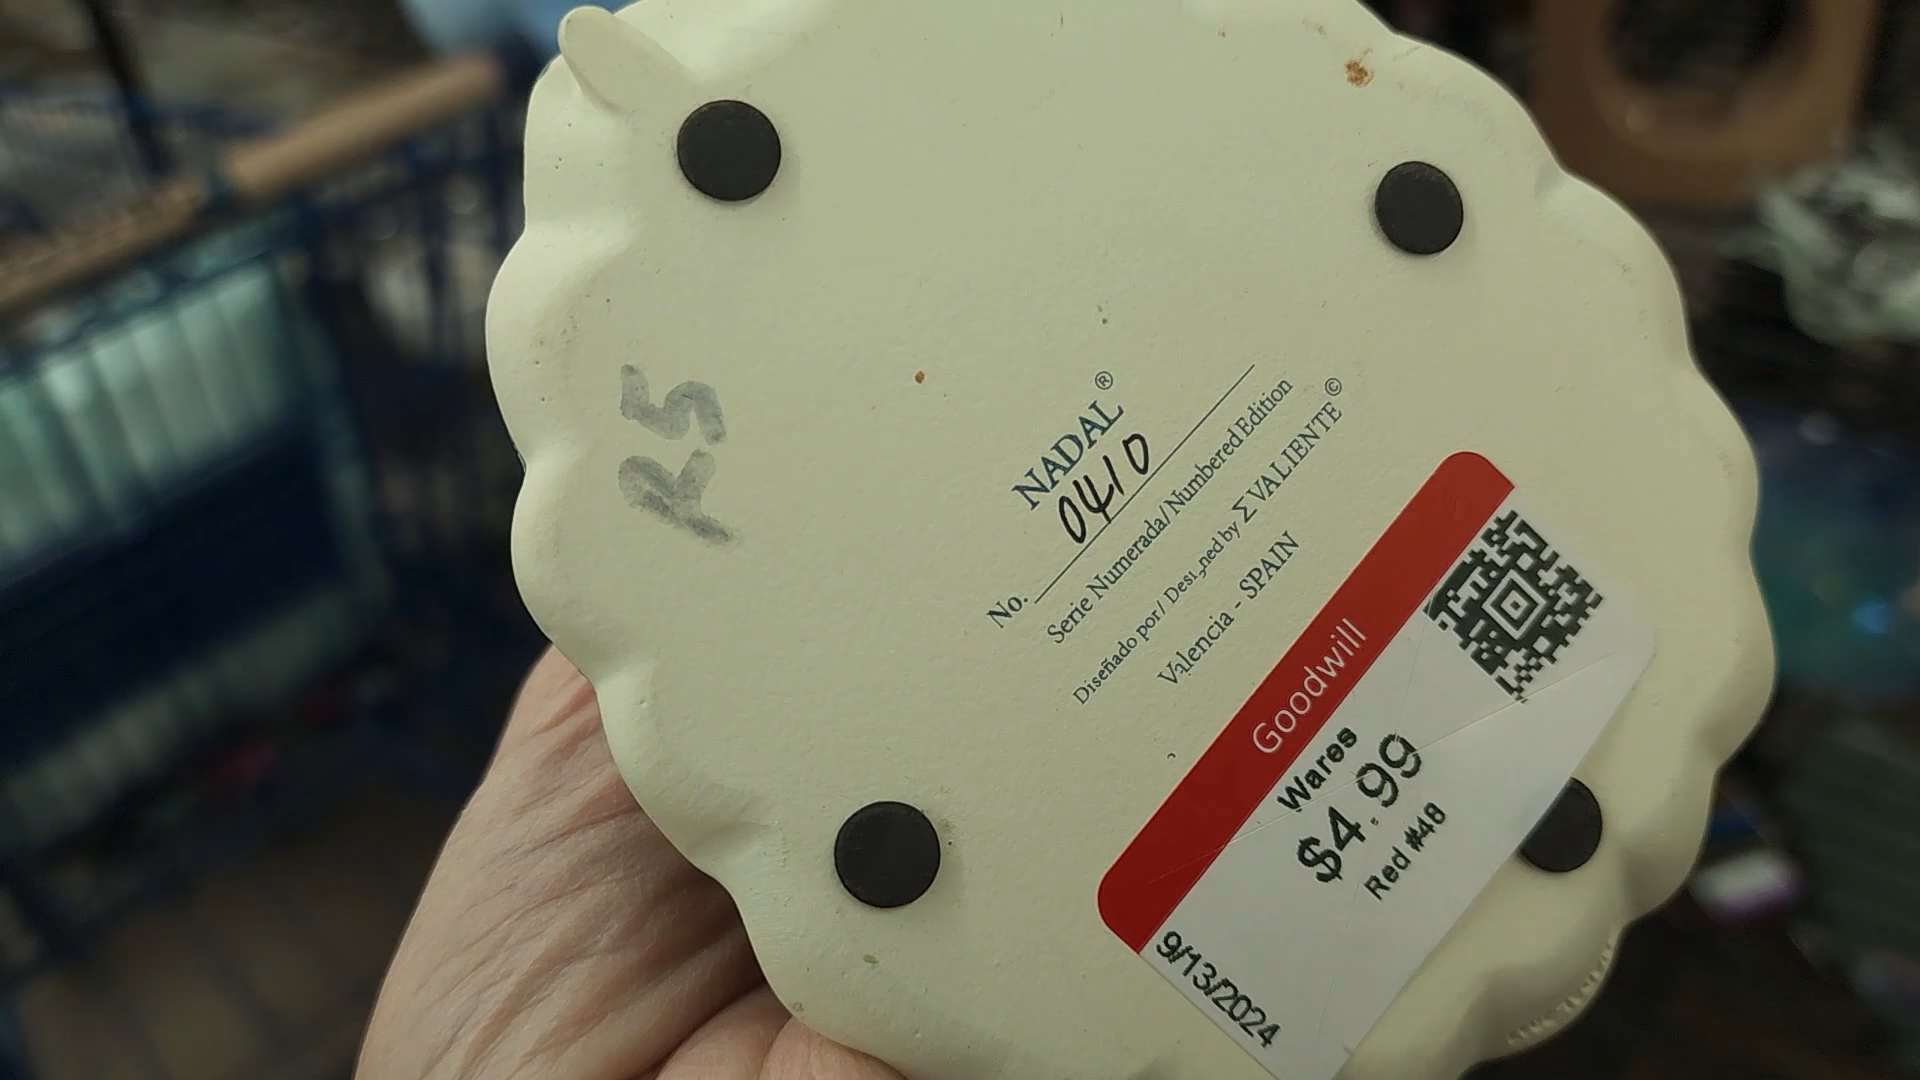 R5
NADAL®
No. 0410
Serie Numerada/Numbered Edition
Diseñado por/Designed by Σ VALIENTE©
Valencia - SPAIN
Goodwill
Wares
$4.99
Red #48
9/13/2024